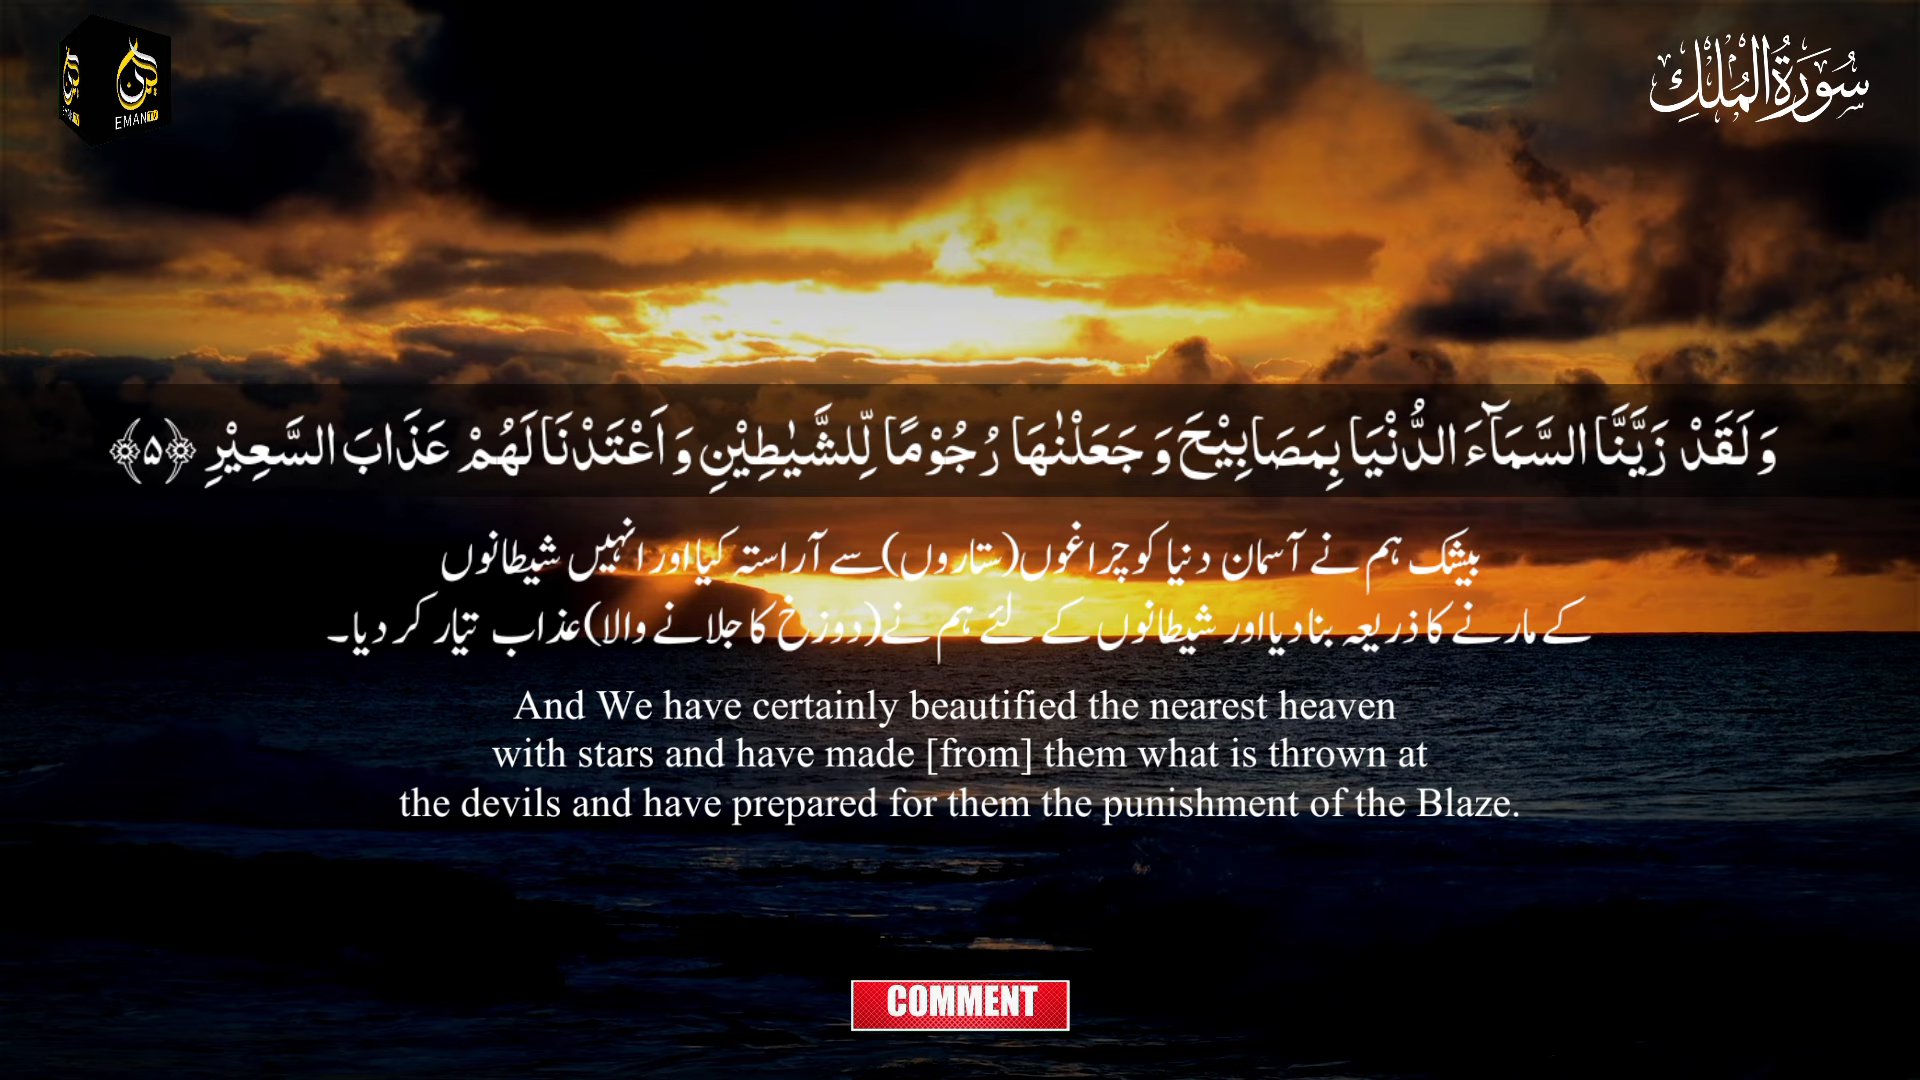 EMAN TV
سُورَةُ الْمُلْكِ
وَ لَقَدْ زَیَّنَّا السَّمَآءَ الدُّنْیَا بِمَصَابِیْحَ وَ جَعَلْنٰهَا رُجُوْمًا لِّلشَّیٰطِیْنِ وَ اَعْتَدْنَا لَهُمْ عَذَابَ السَّعِیْرِ ﴿۵﴾
بیشک ہم نے آسمان دنیا کو چراغوں (ستاروں) سے آراستہ کیا اور انہیں شیطانوں
کے مارنے کا ذریعہ بنا دیا اور شیطانوں کے لئے ہم نے (دوزخ کا جلانے والا) عذاب تیار کر دیا۔
And We have certainly beautified the nearest heaven
with stars and have made [from] them what is thrown at
the devils and have prepared for them the punishment of the Blaze.
COMMENT